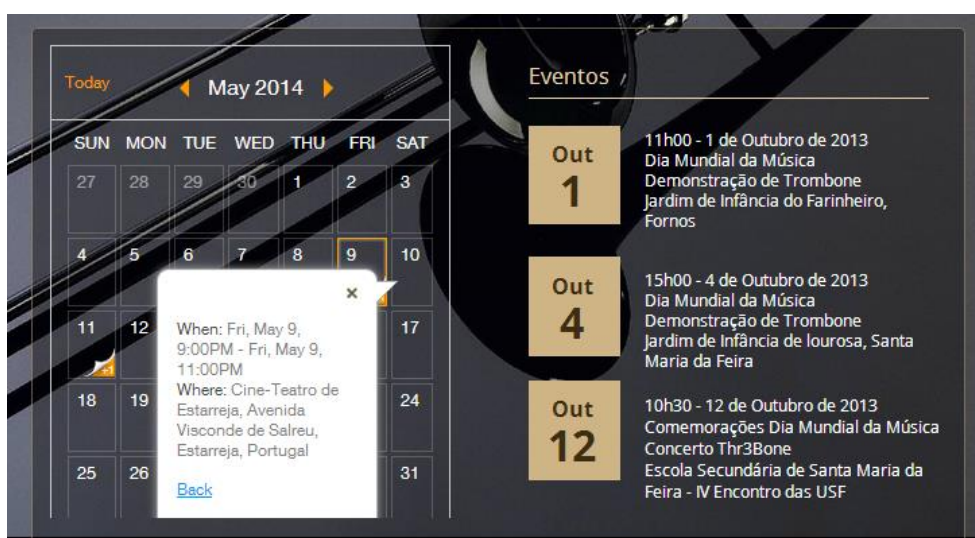 Today
May 2014
SUN MON TUE WED THU FRI SAT
27 28 29 30 1 2 3
4 5 6 7 8 9 10
11 12 17
+1
18 19 24
25 26 31
×
When: Fri, May 9,
9:00PM - Fri, May 9,
11:00PM
Where: Cine-Teatro de
Estarreja, Avenida
Visconde de Salreu,
Estarreja, Portugal
Back
Eventos
Out
1
11h00 - 1 de Outubro de 2013
Dia Mundial da Música
Demonstração de Trombone
Jardim de Infância do Farinheiro,
Fornos
Out
4
15h00 - 4 de Outubro de 2013
Dia Mundial da Música
Demonstração de Trombone
Jardim de Infância de lourosa, Santa
Maria da Feira
Out
12
10h30 - 12 de Outubro de 2013
Comemorações Dia Mundial da Música
Concerto Thr3Bone
Escola Secundária de Santa Maria da
Feira - IV Encontro das USF